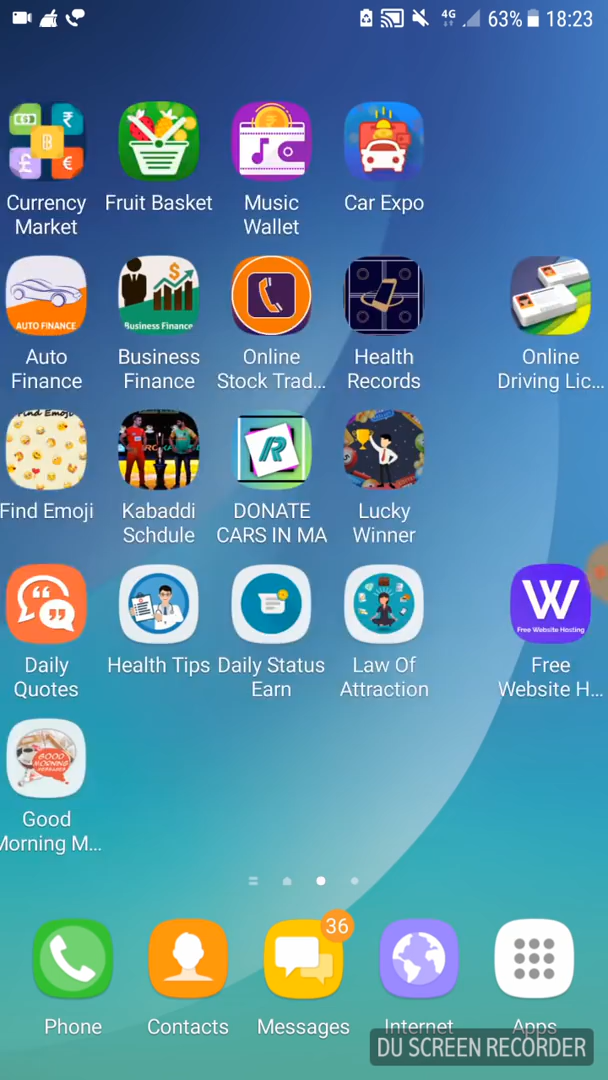 4G 63% 18:23
Currency
Market
Fruit Basket
Music
Wallet
Car Expo
AUTO FINANCE
Auto
Finance
Business Finance
Business
Finance
Online
Stock Trad...
Health
Records
Online
Driving Lic...
Find Emoji
Find Emoji
Kabaddi
Schdule
R
DONATE
CARS IN MA
Lucky
Winner
Daily
Quotes
Health Tips
Daily Status
Earn
Law Of
Attraction
W
Free Website Hosting
Free
Website H...
GOOD
MORNING
Good
Morning M...
36
Phone
Contacts
Messages
Internet
Apps
DU SCREEN RECORDER